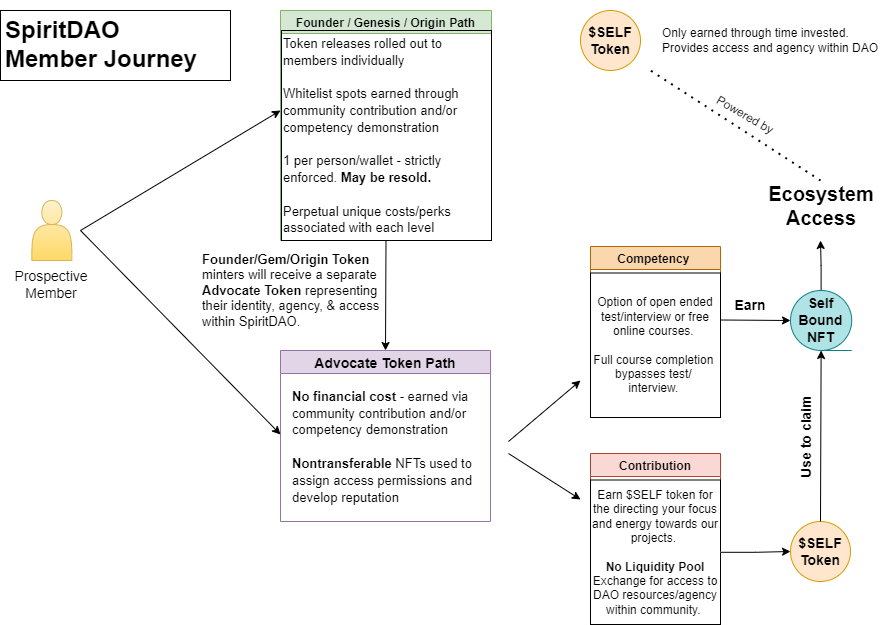 SpiritDAO
Member Journey
Founder / Genesis / Origin Path
Token releases rolled out to
members individually
Whitelist spots earned through
community contribution and/or
competency demonstration
1 per person/wallet - strictly
enforced. May be resold.
Perpetual unique costs/perks
associated with each level
$SELF
Token
Only earned through time invested.
Provides access and agency within DAO
Powered by
Ecosystem
Access
Prospective
Member
Founder/Gem/Origin Token
minters will receive a separate
Advocate Token representing
their identity, agency, & access
within SpiritDAO.
Advocate Token Path
No financial cost - earned via
community contribution and/or
competency demonstration
Nontransferable NFTs used to
assign access permissions and
develop reputation
Competency
Option of open ended
test/interview or free
online courses.
Full course completion
bypasses test/
interview.
Earn
Self
Bound
NFT
Use to claim
Contribution
Earn $SELF token for
the directing your focus
and energy towards our
projects.
No Liquidity Pool
Exchange for access to
DAO resources/agency
within community.
$SELF
Token